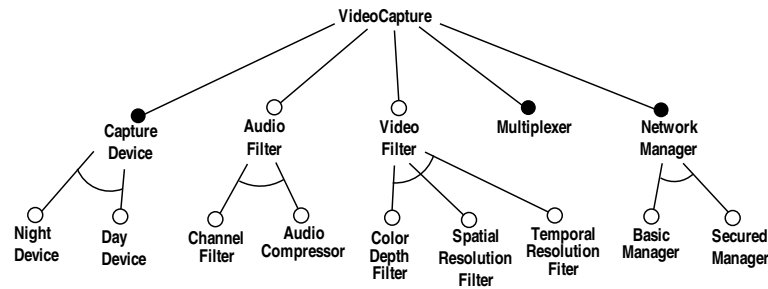 VideoCapture
Capture
Device
Audio
Filter
Video
Filter
Multiplexer
Network
Manager
Night
Device
Day
Device
Channel
Filter
Audio
Compressor
Color
Depth
Filter
Spatial
Resolution
Filter
Temporal
Resolution
Fiter
Basic
Manager
Secured
Manager